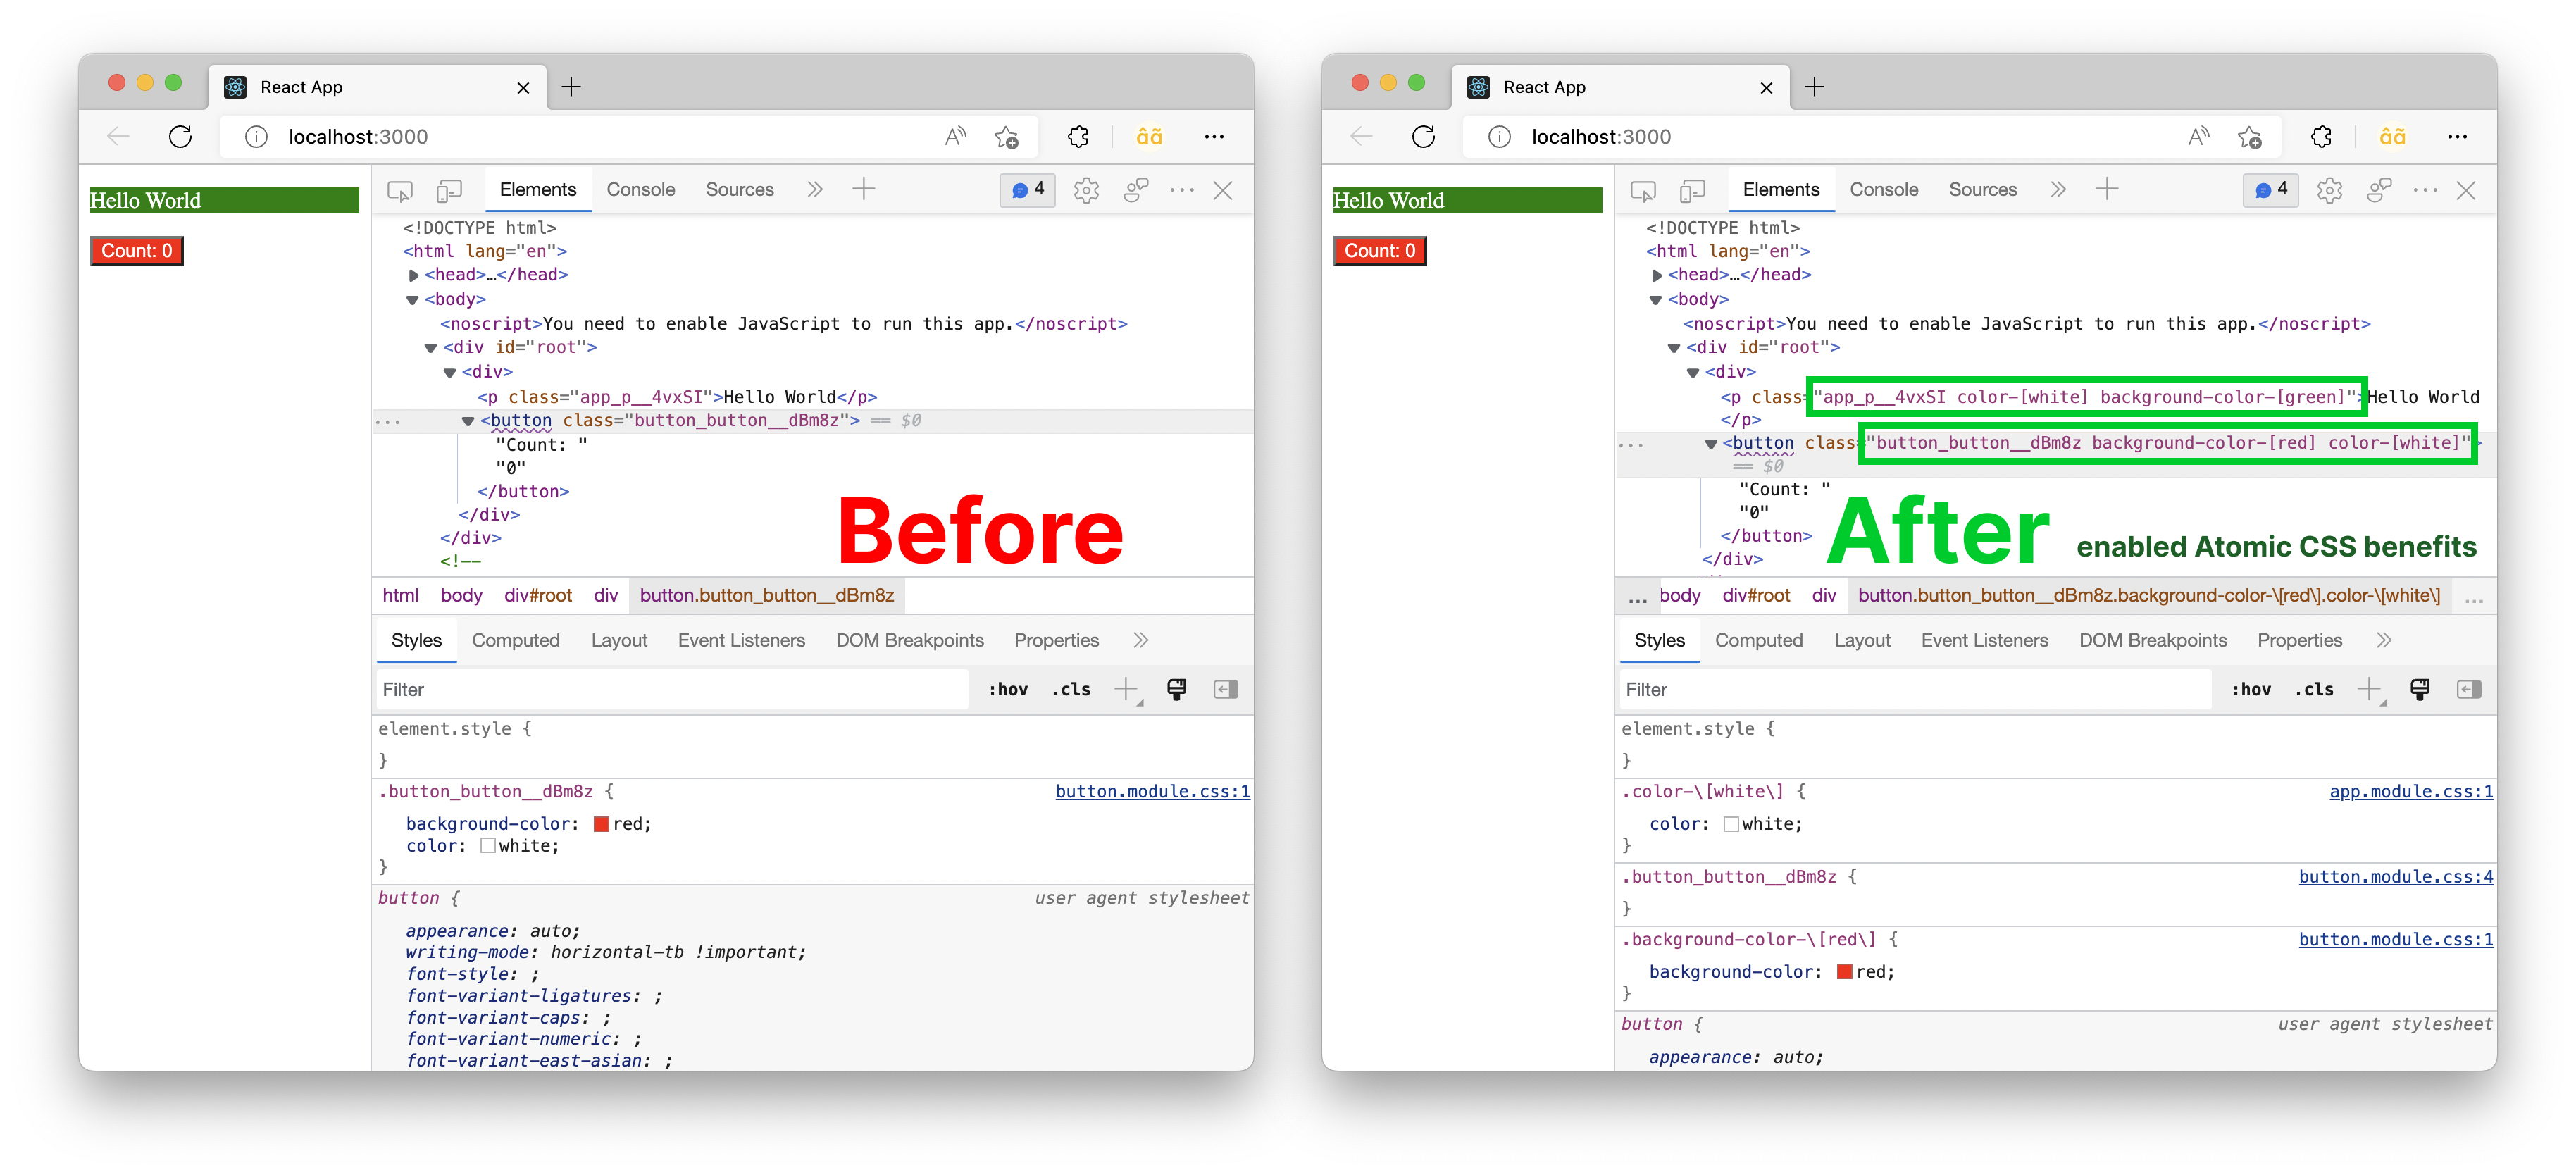 React App
localhost:3000
Hello World
Count: 0
Elements Console Sources 4
<!DOCTYPE html>
<html lang="en">
<head>…</head>
<body>
<noscript>You need to enable JavaScript to run this app.</noscript>
<div id="root">
<div>
<p class="app_p__4vxSI">Hello World</p>
<button class="button_button__dBm8z"> == $0
"Count: "
"0"
</button>
</div>
</div>
<!--
Before
html body div#root div button.button_button__dBm8z
Styles Computed Layout Event Listeners DOM Breakpoints Properties
Filter :hov .cls
element.style {
}
.button_button__dBm8z { button.module.css:1
background-color: red;
color: white;
}
button { user agent stylesheet
appearance: auto;
writing-mode: horizontal-tb !important;
font-style: ;
font-variant-ligatures: ;
font-variant-caps: ;
font-variant-numeric: ;
font-variant-east-asian: ;
React App
localhost:3000
Hello World
Count: 0
Elements Console Sources 4
<!DOCTYPE html>
<html lang="en">
<head>…</head>
<body>
<noscript>You need to enable JavaScript to run this app.</noscript>
<div id="root">
<div>
<p class="app_p__4vxSI color-[white] background-color-[green]">Hello World
</p>
<button class="button_button__dBm8z background-color-[red] color-[white]">
== $0
"Count: "
"0"
</button>
</div>
After enabled Atomic CSS benefits
... body div#root div button.button_button__dBm8z.background-color-\[red\].color-\[white\] ...
Styles Computed Layout Event Listeners DOM Breakpoints Properties
Filter :hov .cls
element.style {
}
.color-\[white\] { app.module.css:1
color: white;
}
.button_button__dBm8z { button.module.css:4
}
.background-color-\[red\] { button.module.css:1
background-color: red;
}
button { user agent stylesheet
appearance: auto;